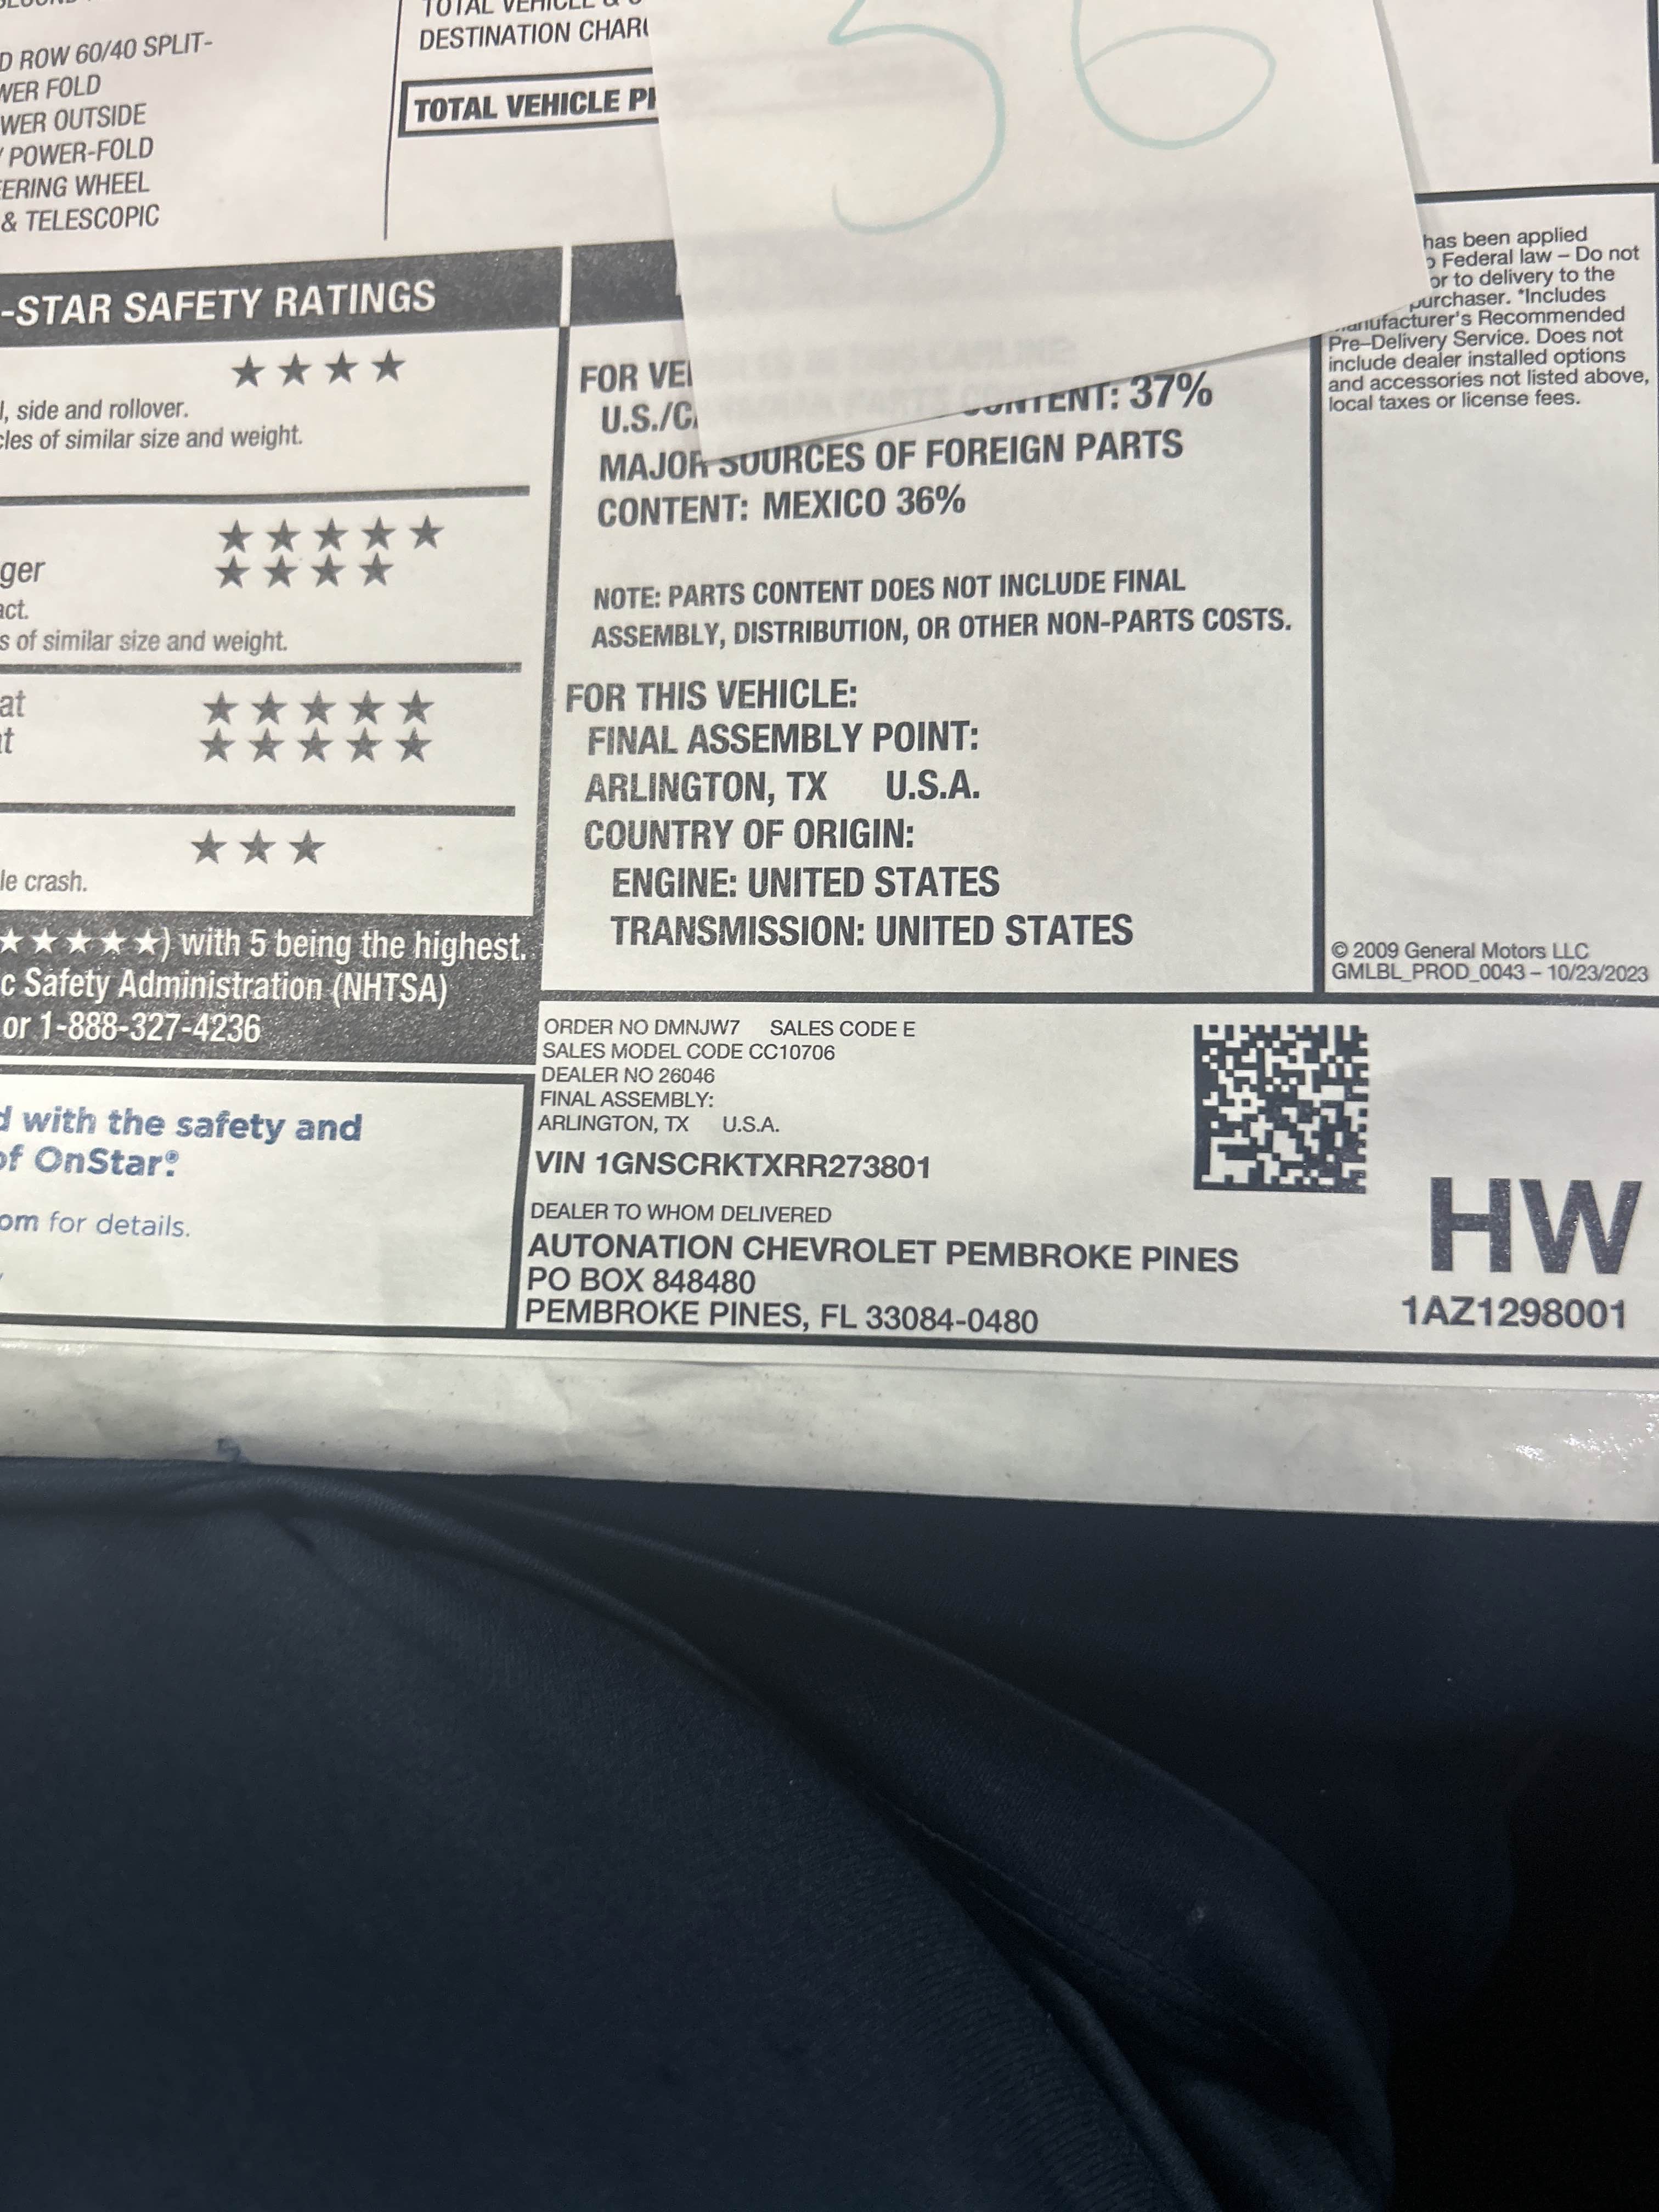 TOTAL VEHICLE &
DESTINATION CHAR
TOTAL VEHICLE
56
D ROW 60/40 SPLIT-
WER FOLD
WER OUTSIDE
POWER-FOLD
ERING WHEEL
& TELESCOPIC
-STAR SAFETY RATINGS
★★★★
, side and rollover.
cles of similar size and weight.
★★★★★
ger ★★★★
act.
s of similar size and weight.
at ★★★★★
t ★★★★★
★★★
le crash.
★★★★★) with 5 being the highest.
c Safety Administration (NHTSA)
or 1-888-327-4236
d with the safety and
of OnStar®
om for details.
FOR VE
U.S./C
CONTENT: 37%
MAJOR SOURCES OF FOREIGN PARTS
CONTENT: MEXICO 36%
NOTE: PARTS CONTENT DOES NOT INCLUDE FINAL
ASSEMBLY, DISTRIBUTION, OR OTHER NON-PARTS COSTS.
FOR THIS VEHICLE:
FINAL ASSEMBLY POINT:
ARLINGTON, TX U.S.A.
COUNTRY OF ORIGIN:
ENGINE: UNITED STATES
TRANSMISSION: UNITED STATES
has been applied
Federal law – Do not
or to delivery to the
purchaser. *Includes
Manufacturer's Recommended
Pre–Delivery Service. Does not
include dealer installed options
and accessories not listed above,
local taxes or license fees.
© 2009 General Motors LLC
GMLBL_PROD_0043 – 10/23/2023
ORDER NO DMNJW7 SALES CODE E
SALES MODEL CODE CC10706
DEALER NO 26046
FINAL ASSEMBLY:
ARLINGTON, TX U.S.A.
VIN 1GNSCRKTXRR273801
DEALER TO WHOM DELIVERED
AUTONATION CHEVROLET PEMBROKE PINES
PO BOX 848480
PEMBROKE PINES, FL 33084-0480
HW
1AZ1298001